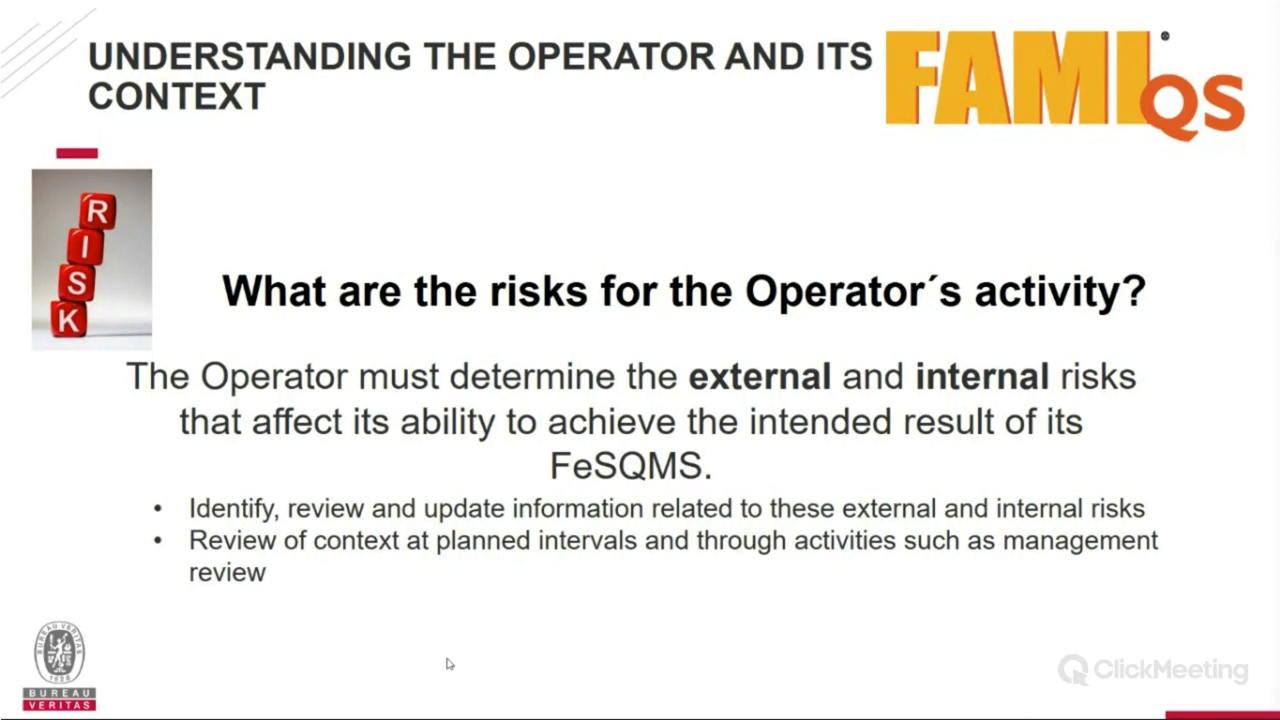 UNDERSTANDING THE OPERATOR AND ITS
CONTEXT
FAMI
QS
®
R
I
S
K
What are the risks for the Operator´s activity?
The Operator must determine the external and internal risks
that affect its ability to achieve the intended result of its
FeSQMS.
• Identify, review and update information related to these external and internal risks
• Review of context at planned intervals and through activities such as management
review
BUREAU VERITAS
1828
BUREAU
VERITAS
ClickMeeting